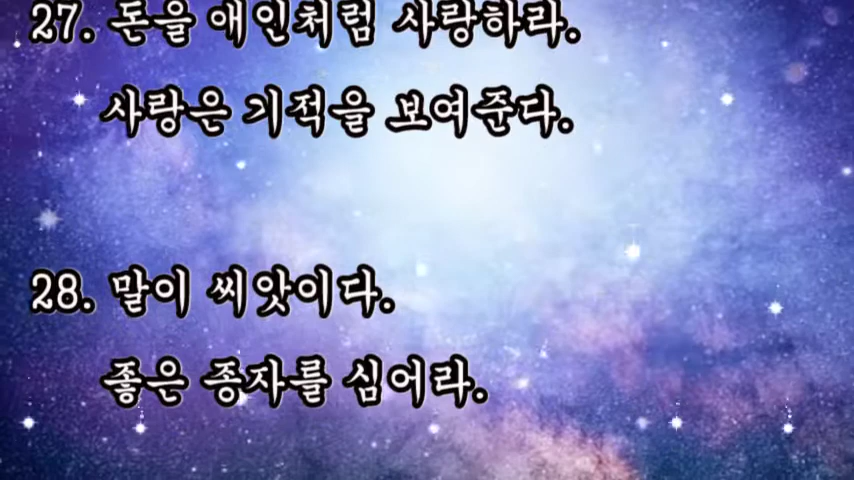 27. 돈을 애인처럼 사랑하라.
사랑은 기적을 보여준다.
28. 말이 씨앗이다.
좋은 종자를 심어라.